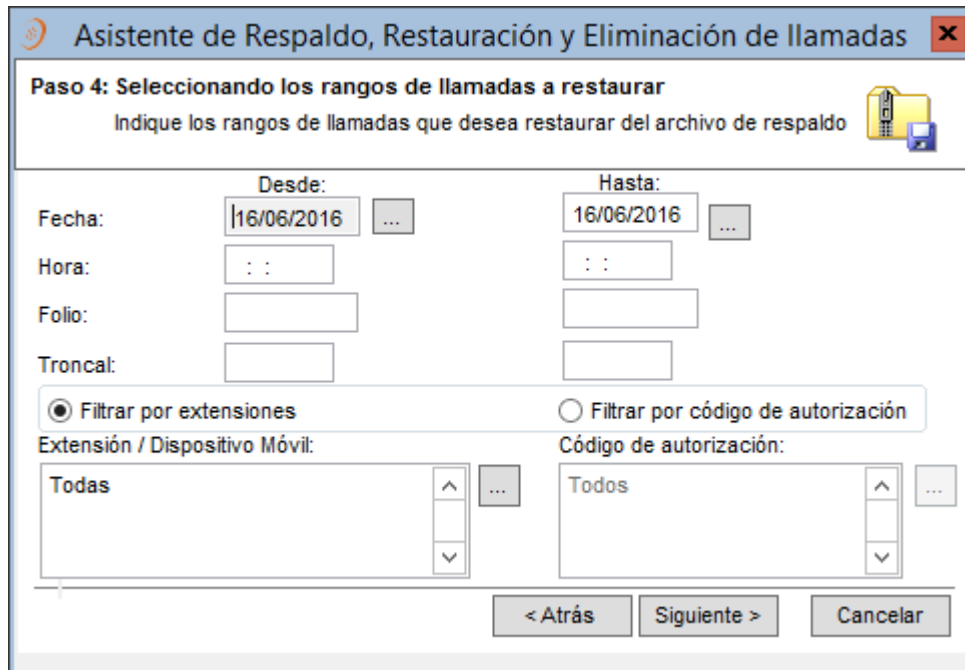 Asistente de Respaldo, Restauración y Eliminación de llamadas
Paso 4: Seleccionando los rangos de llamadas a restaurar
Indique los rangos de llamadas que desea restaurar del archivo de respaldo
Desde: Hasta:
Fecha: 16/06/2016 ... 16/06/2016 ...
Hora: : : : :
Folio:
Troncal:
Filtrar por extensiones Filtrar por código de autorización
Extensión / Dispositivo Móvil: Código de autorización:
Todas ... Todos ...
< Atrás Siguiente > Cancelar